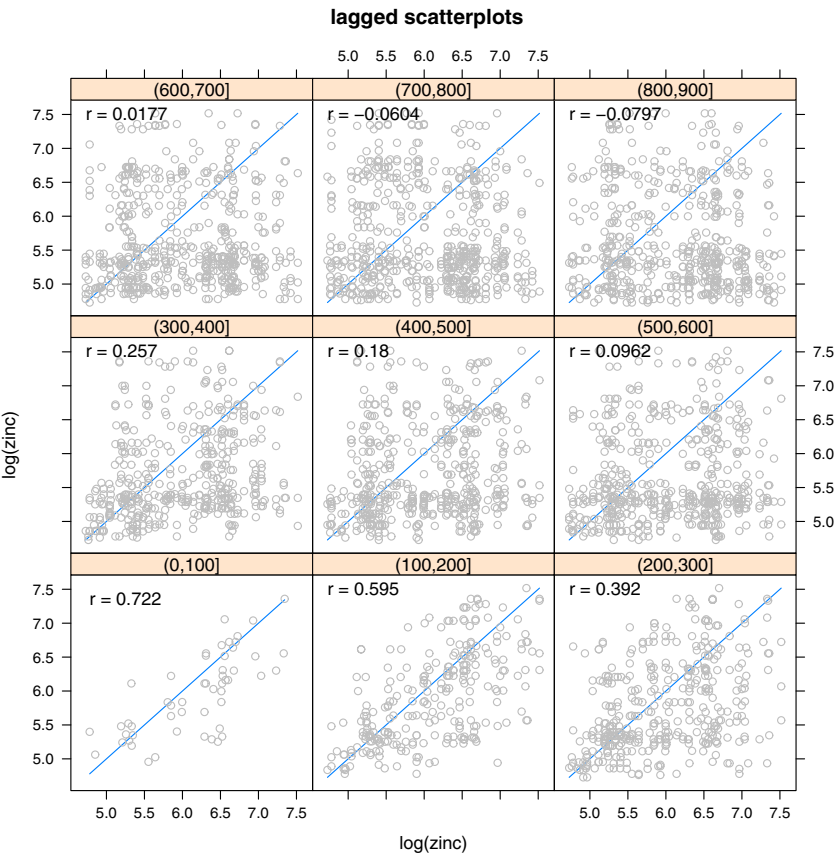 lagged scatterplots
5.0 5.5 6.0 6.5 7.0 7.5
(600,700] (700,800] (800,900]
r = 0.0177 r = −0.0604 r = −0.0797
7.5
7.0
6.5
6.0
5.5
5.0
(300,400] (400,500] (500,600]
r = 0.257 r = 0.18 r = 0.0962
7.5
7.0
6.5
6.0
5.5
5.0
log(zinc)
(0,100] (100,200] (200,300]
r = 0.722 r = 0.595 r = 0.392
7.5
7.0
6.5
6.0
5.5
5.0
5.0 5.5 6.0 6.5 7.0 7.5 5.0 5.5 6.0 6.5 7.0 7.5
log(zinc)